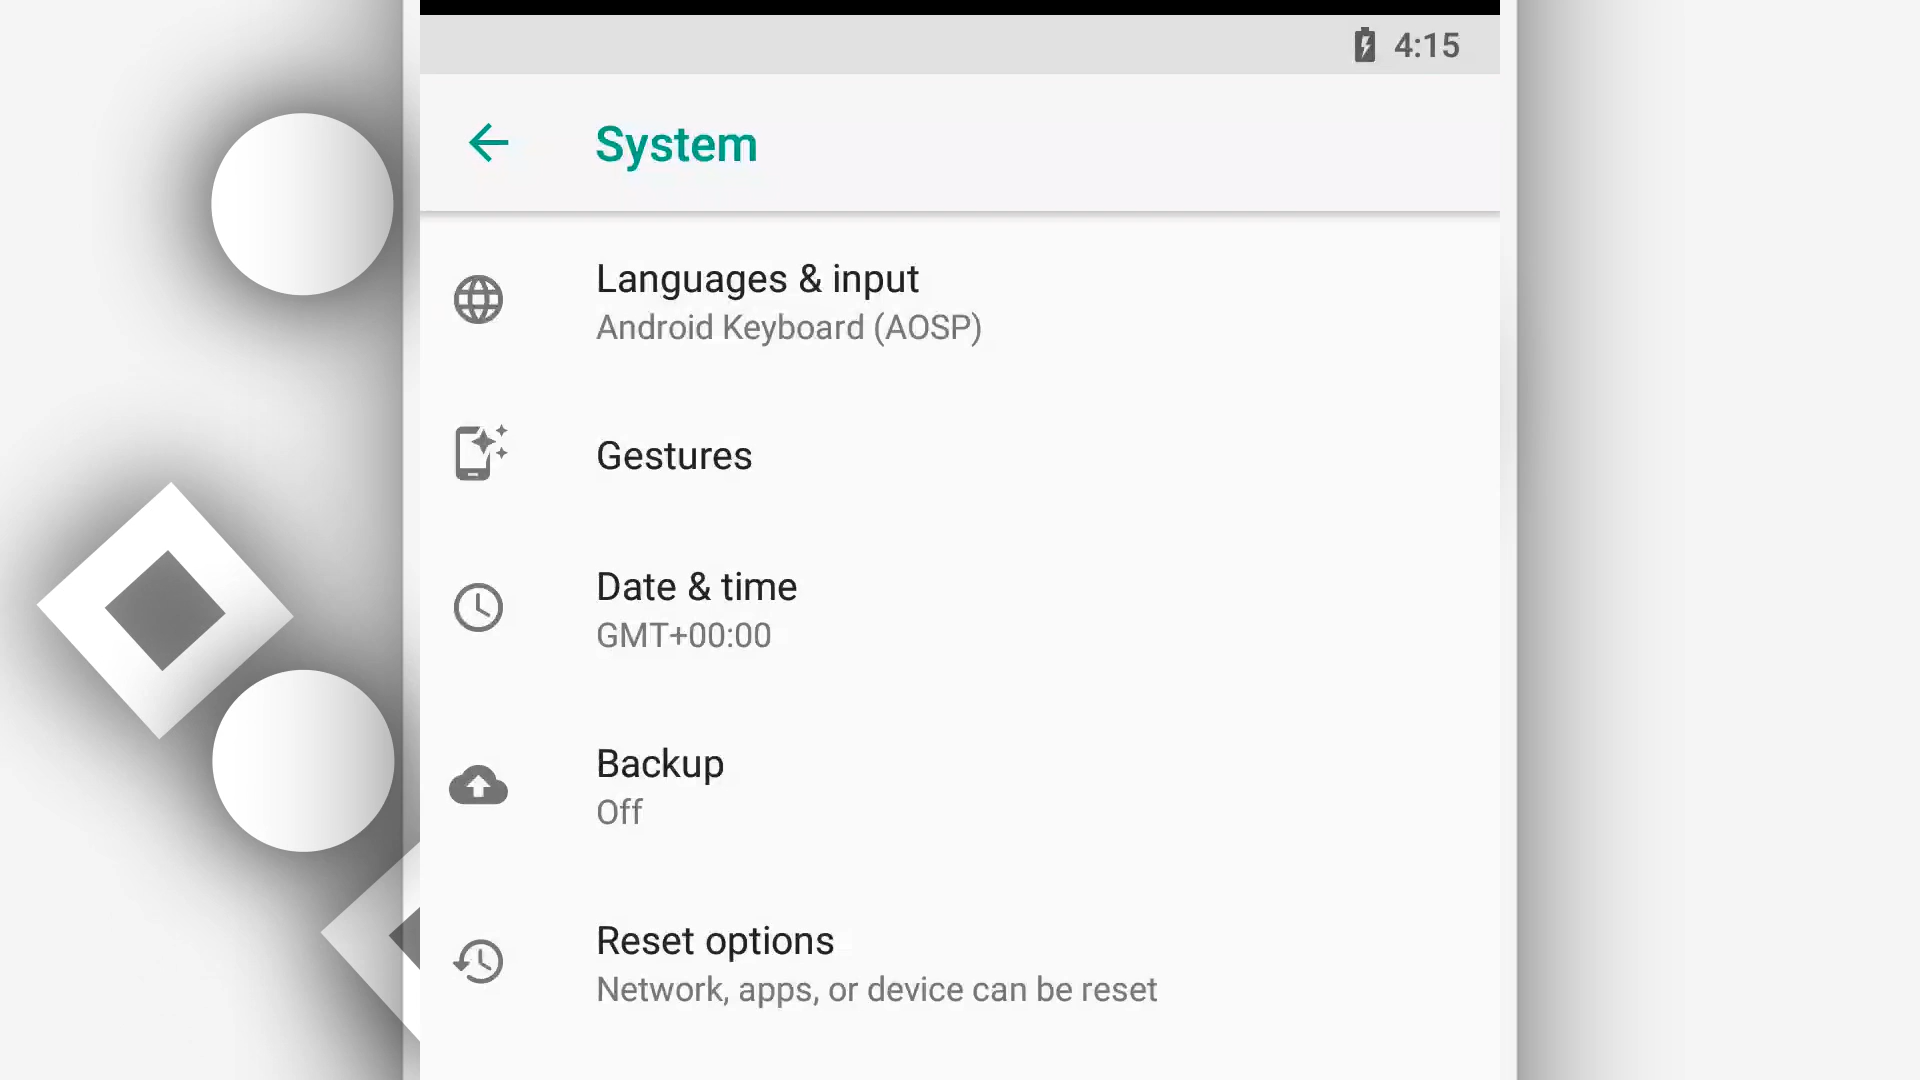 4:15
System
Languages & input
Android Keyboard (AOSP)
Gestures
Date & time
GMT+00:00
Backup
Off
Reset options
Network, apps, or device can be reset